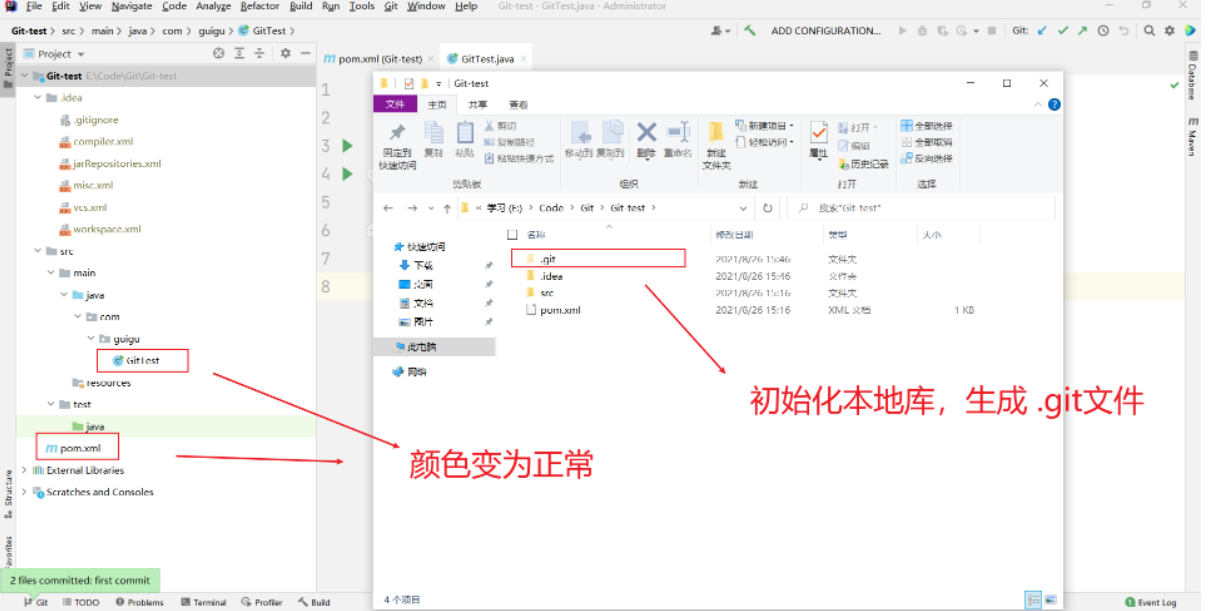 File Edit View Navigate Code Analyze Refactor Build Run Tools Git Window Help Git-test - GitTest.java - Administrator
Git-test > src > main > java > com > guigu > GitTest >
ADD CONFIGURATION...
Git:
Project
Project
pom.xml (Git-test)
GitTest.java
Git-test E:\Code\Git\Git-test
.idea
.gitignore
compiler.xml
jarRepositories.xml
misc.xml
vcs.xml
workspace.xml
src
main
java
com
guigu
GitTest
resources
test
java
pom.xml
External Libraries
Scratches and Consoles
1
2
3
4
5
6
7
8
Git-test
文件 主页 共享 查看
固定到
快速访问
复制
粘贴
剪切
复制路径
粘贴快捷方式
剪贴板
移动到 复制到 删除 重命名
组织
新建
文件夹
新建项目
轻松访问
新建
属性
打开
编辑
历史记录
打开
全部选择
全部取消
反向选择
选择
« 学习 (E:) > Code > Git > Git-test >
搜索"Git-test"
快速访问
下载
桌面
文档
图片
此电脑
网络
名称 修改日期 类型 大小
.git 2021/8/26 15:46 文件夹
.idea 2021/8/26 15:46 文件夹
src 2021/8/26 15:16 文件夹
pom.xml 2021/8/26 15:16 XML 文档 1 KB
初始化本地库，生成 .git文件
颜色变为正常
4 个项目
Database
Maven
Structure
Favorites
2 files committed: first commit
Git TODO Problems Terminal Profiler Build
1 Event Log